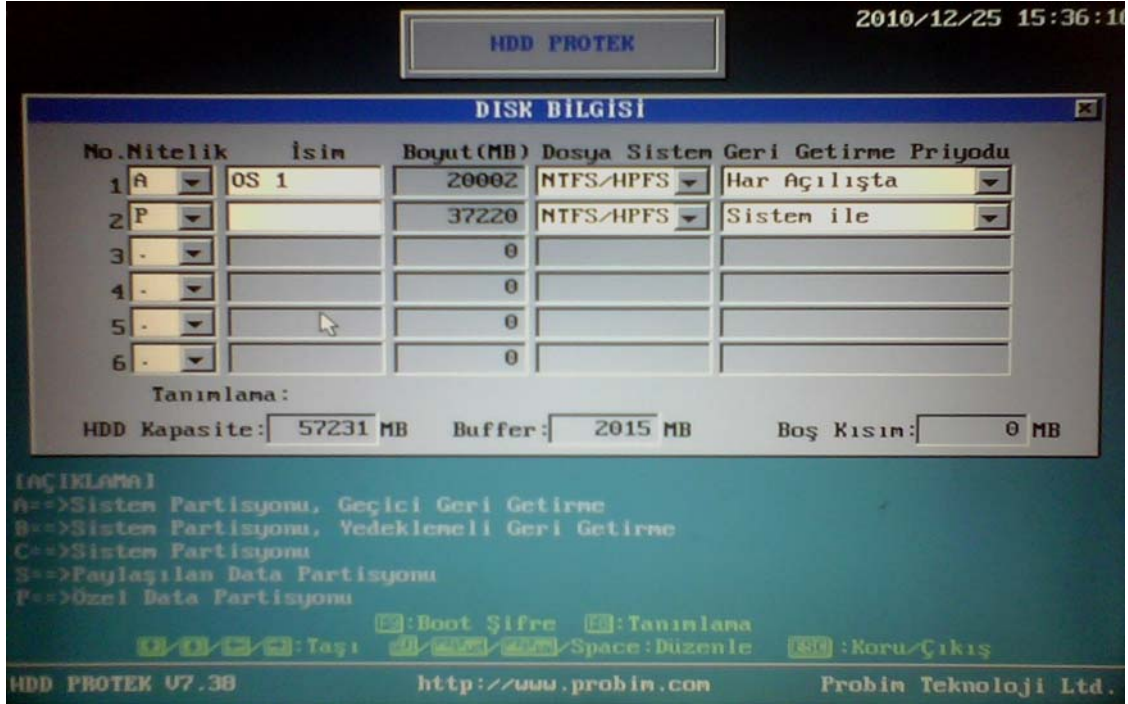 2010/12/25 15:36:16
HDD PROTEK
DISK BİLGİSİ
No. Nitelik İsim Boyut(MB) Dosya Sistem Geri Getirme Priyodu
1 A OS 1 20002 NTFS/HPFS Har Açılışta
2 P 37220 NTFS/HPFS Sistem ile
3 - 0
4 - 0
5 - 0
6 - 0
Tanımlama:
HDD Kapasite: 57231 MB Buffer: 2015 MB Boş Kısım: 0 MB
[AÇIKLAMA]
A==>Sistem Partisyonu, Geçici Geri Getirme
B==>Sistem Partisyonu, Yedeklemeli Geri Getirme
C==>Sistem Partisyonu
S==>Paylaşılan Data Partisyonu
P==>Özel Data Partisyonu
:Boot Şifre :Tanımlama
:Taşı /Space:Düzenle :Koru/Çıkış
HDD PROTEK V7.38 http://www.probim.com Probim Teknoloji Ltd.